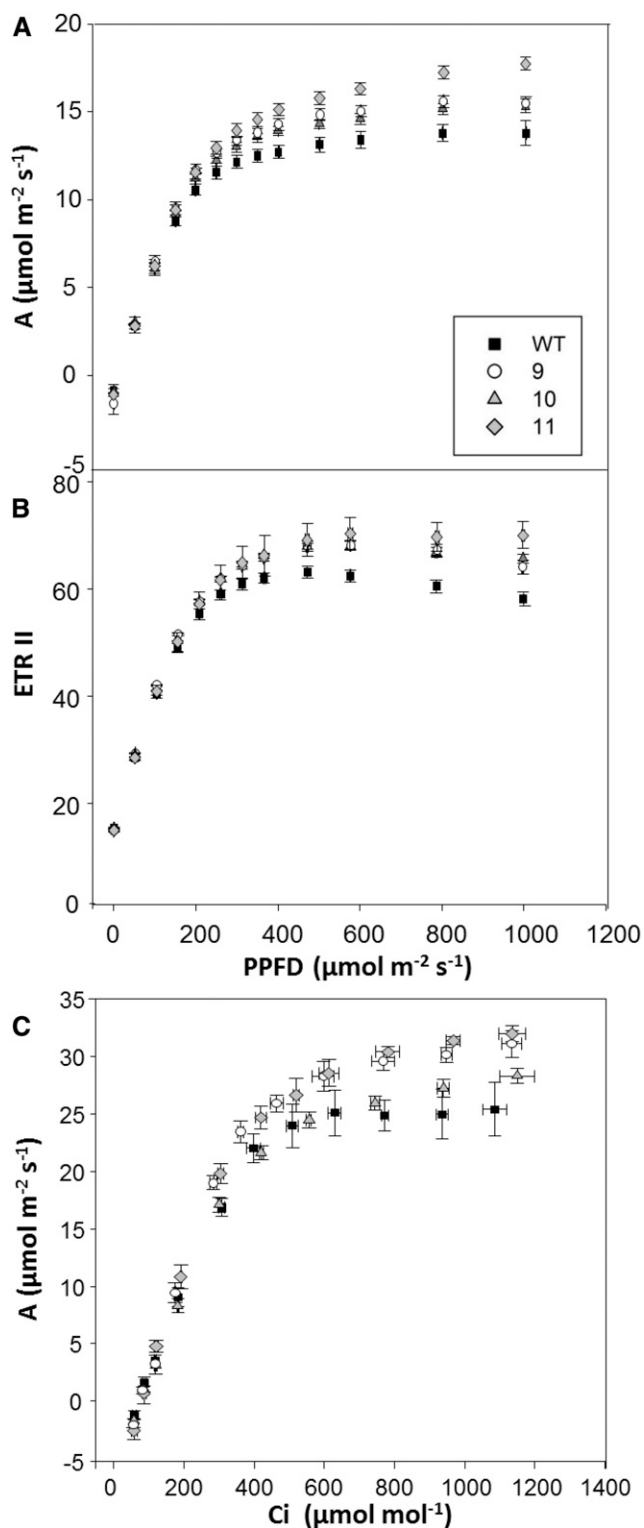 A
20
15
10
5
0
-5
A (µmol m⁻² s⁻¹)
WT
9
10
11
B
80
60
40
20
0
ETR II
0 200 400 600 800 1000 1200
PPFD (µmol m⁻² s⁻¹)
C
35
30
25
20
15
10
5
0
-5
A (µmol m⁻² s⁻¹)
0 200 400 600 800 1000 1200 1400
Ci (µmol mol⁻¹)